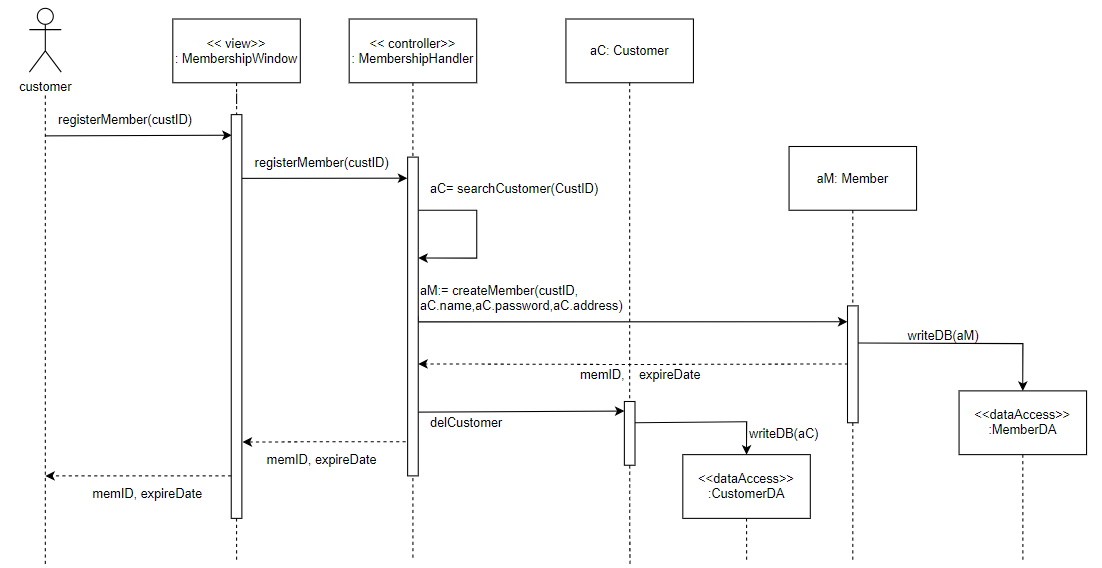 << view>>
: MembershipWindow
<< controller>>
: MembershipHandler
aC: Customer
customer
registerMember(custID)
registerMember(custID)
aC= searchCustomer(CustID)
aM: Member
aM:= createMember(custID,
aC.name,aC.password,aC.address)
writeDB(aM)
memID, expireDate
<<dataAccess>>
:MemberDA
delCustomer
writeDB(aC)
memID, expireDate
<<dataAccess>>
:CustomerDA
memID, expireDate